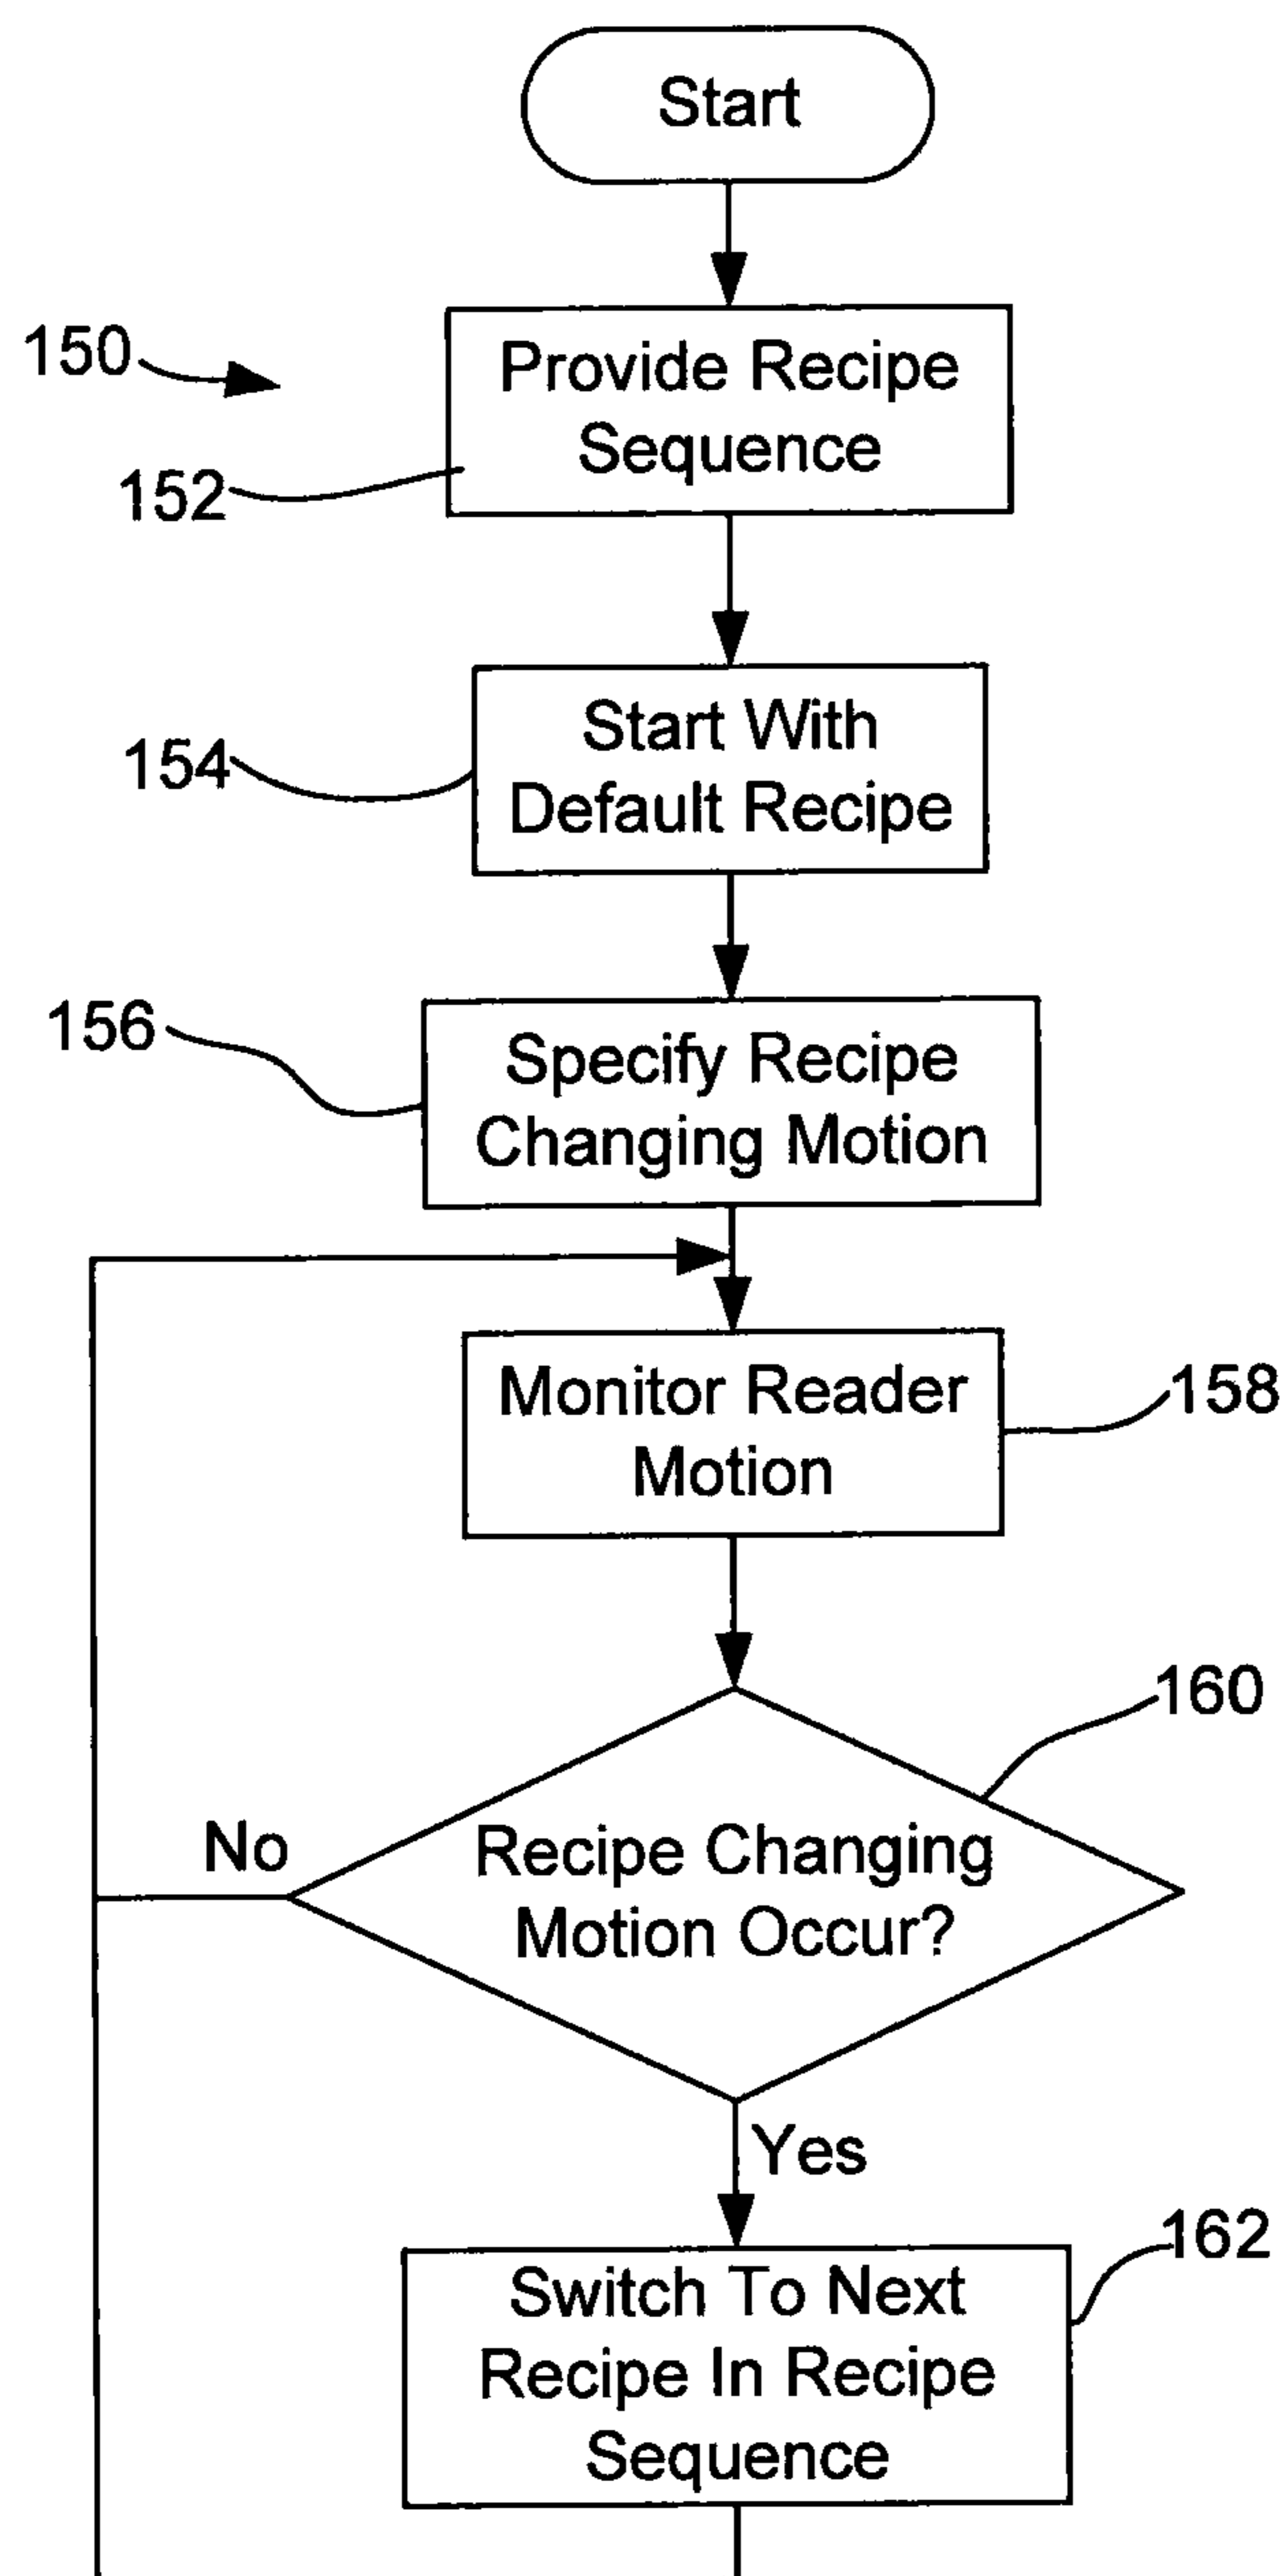 Start
150
Provide Recipe
Sequence
152
Start With
Default Recipe
154
156
Specify Recipe
Changing Motion
Monitor Reader
Motion
158
160
No
Recipe Changing
Motion Occur?
Yes
162
Switch To Next
Recipe In Recipe
Sequence